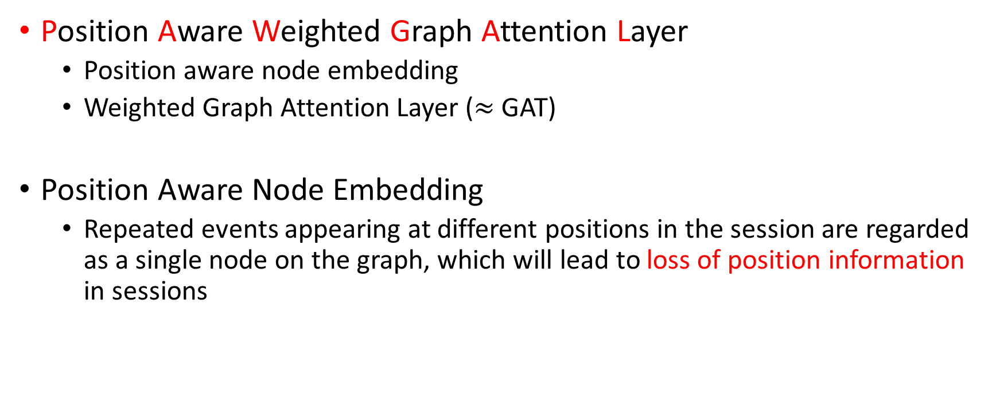 • Position Aware Weighted Graph Attention Layer
• Position aware node embedding
• Weighted Graph Attention Layer (≈ GAT)
• Position Aware Node Embedding
• Repeated events appearing at different positions in the session are regarded
as a single node on the graph, which will lead to loss of position information
in sessions